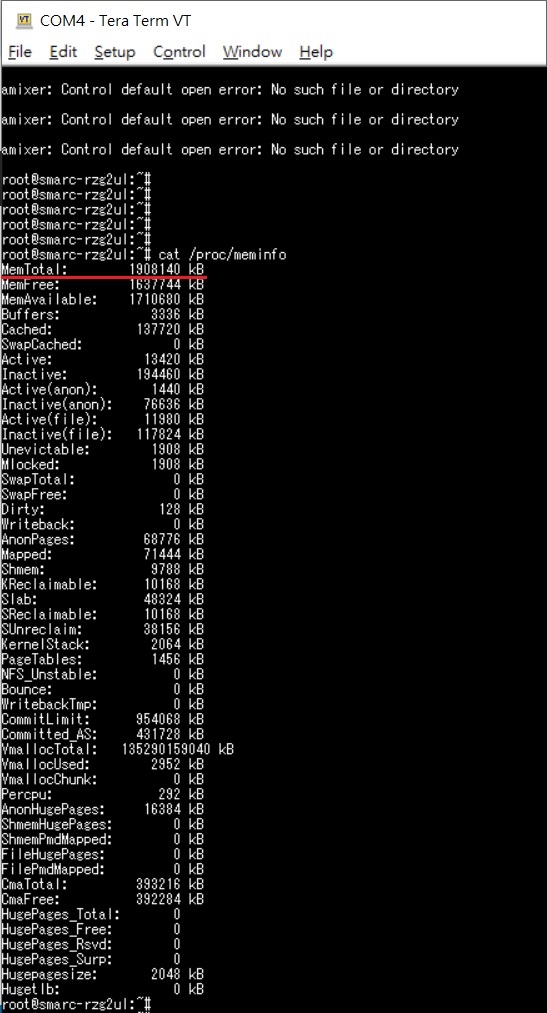 COM4 - Tera Term VT
File Edit Setup Control Window Help
amixer: Control default open error: No such file or directory
amixer: Control default open error: No such file or directory
amixer: Control default open error: No such file or directory
root@smarc-rzg2ul:~#
root@smarc-rzg2ul:~#
root@smarc-rzg2ul:~#
root@smarc-rzg2ul:~#
root@smarc-rzg2ul:~#
root@smarc-rzg2ul:~# cat /proc/meminfo
MemTotal: 1908140 kB
MemFree: 1637744 kB
MemAvailable: 1710680 kB
Buffers: 3336 kB
Cached: 137720 kB
SwapCached: 0 kB
Active: 13420 kB
Inactive: 194460 kB
Active(anon): 1440 kB
Inactive(anon): 76636 kB
Active(file): 11980 kB
Inactive(file): 117824 kB
Unevictable: 1908 kB
Mlocked: 1908 kB
SwapTotal: 0 kB
SwapFree: 0 kB
Dirty: 128 kB
Writeback: 0 kB
AnonPages: 68776 kB
Mapped: 71444 kB
Shmem: 9788 kB
KReclaimable: 10168 kB
Slab: 48324 kB
SReclaimable: 10168 kB
SUnreclaim: 38156 kB
KernelStack: 2064 kB
PageTables: 1456 kB
NFS_Unstable: 0 kB
Bounce: 0 kB
WritebackTmp: 0 kB
CommitLimit: 954068 kB
Committed_AS: 431728 kB
VmallocTotal: 135290159040 kB
VmallocUsed: 2952 kB
VmallocChunk: 0 kB
Percpu: 292 kB
AnonHugePages: 16384 kB
ShmemHugePages: 0 kB
ShmemPmdMapped: 0 kB
FileHugePages: 0 kB
FilePmdMapped: 0 kB
CmaTotal: 393216 kB
CmaFree: 392284 kB
HugePages_Total: 0
HugePages_Free: 0
HugePages_Rsvd: 0
HugePages_Surp: 0
Hugepagesize: 2048 kB
Hugetlb: 0 kB
root@smarc-rzg2ul:~#